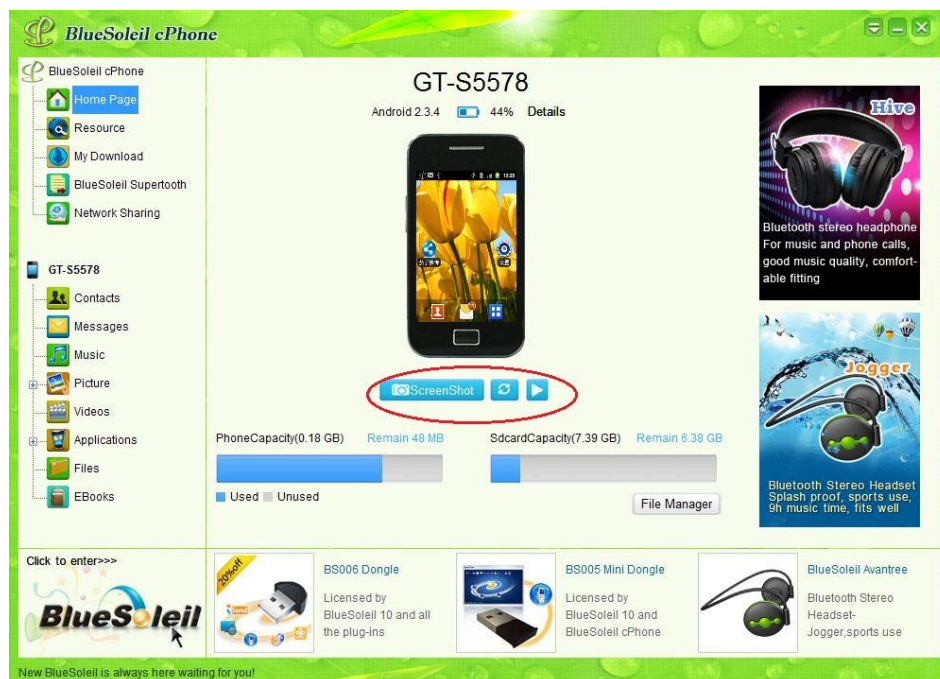 BlueSoleil cPhone
BlueSoleil cPhone
Home Page
Resource
My Download
BlueSoleil Supertooth
Network Sharing
GT-S5578
Contacts
Messages
Music
Picture
Videos
Applications
Files
EBooks
GT-S5578
Android 2.3.4 44% Details
13:23
ScreenShot
PhoneCapacity(0.18 GB) Remain 48 MB
SdcardCapacity(7.39 GB) Remain 6.38 GB
Used Unused
File Manager
Hive
Bluetooth stereo headphone
For music and phone calls,
good music quality, comfort-
able fitting
Jogger
Bluetooth Stereo Headset
Splash proof, sports use,
9h music time, fits well
Click to enter>>>
BlueSoleil
20%off
Send
BS006 Dongle
Licensed by
BlueSoleil 10 and all
the plug-ins
BS005 Mini Dongle
Licensed by
BlueSoleil 10 and
BlueSoleil cPhone
BlueSoleil Avantree
Bluetooth Stereo
Headset-
Jogger,sports use
New BlueSoleil is always here waiting for you!